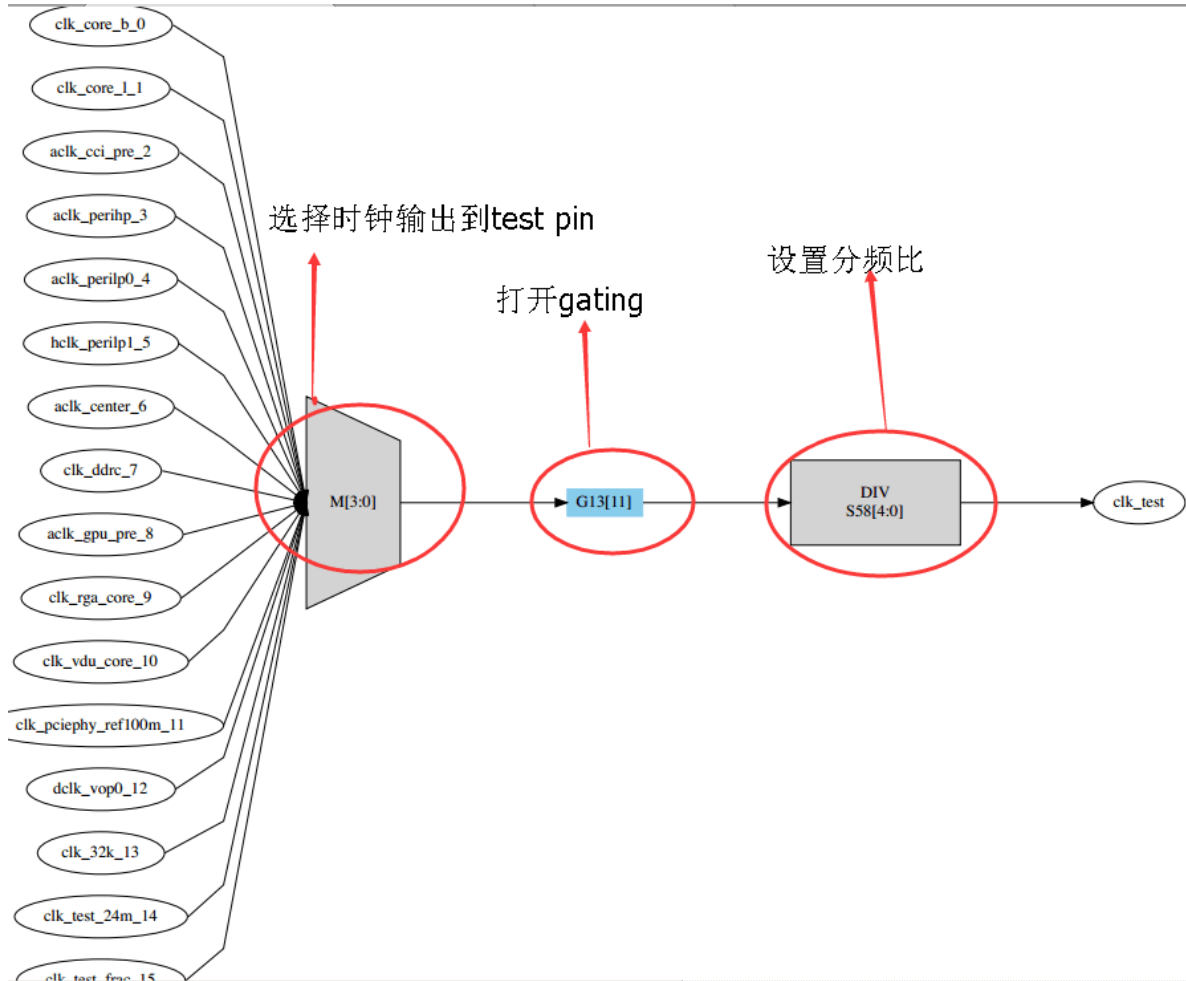 clk_core_b_0
clk_core_l_1
aclk_cci_pre_2
aclk_perihp_3
aclk_perilp0_4
hclk_perilp1_5
aclk_center_6
clk_ddrc_7
aclk_gpu_pre_8
clk_rga_core_9
clk_vdu_core_10
clk_pciephy_ref100m_11
dclk_vop0_12
clk_32k_13
clk_test_24m_14
clk_test_frac_15
选择时钟输出到test pin
M[3:0]
打开gating
G13[11]
设置分频比
DIV
S58[4:0]
clk_test